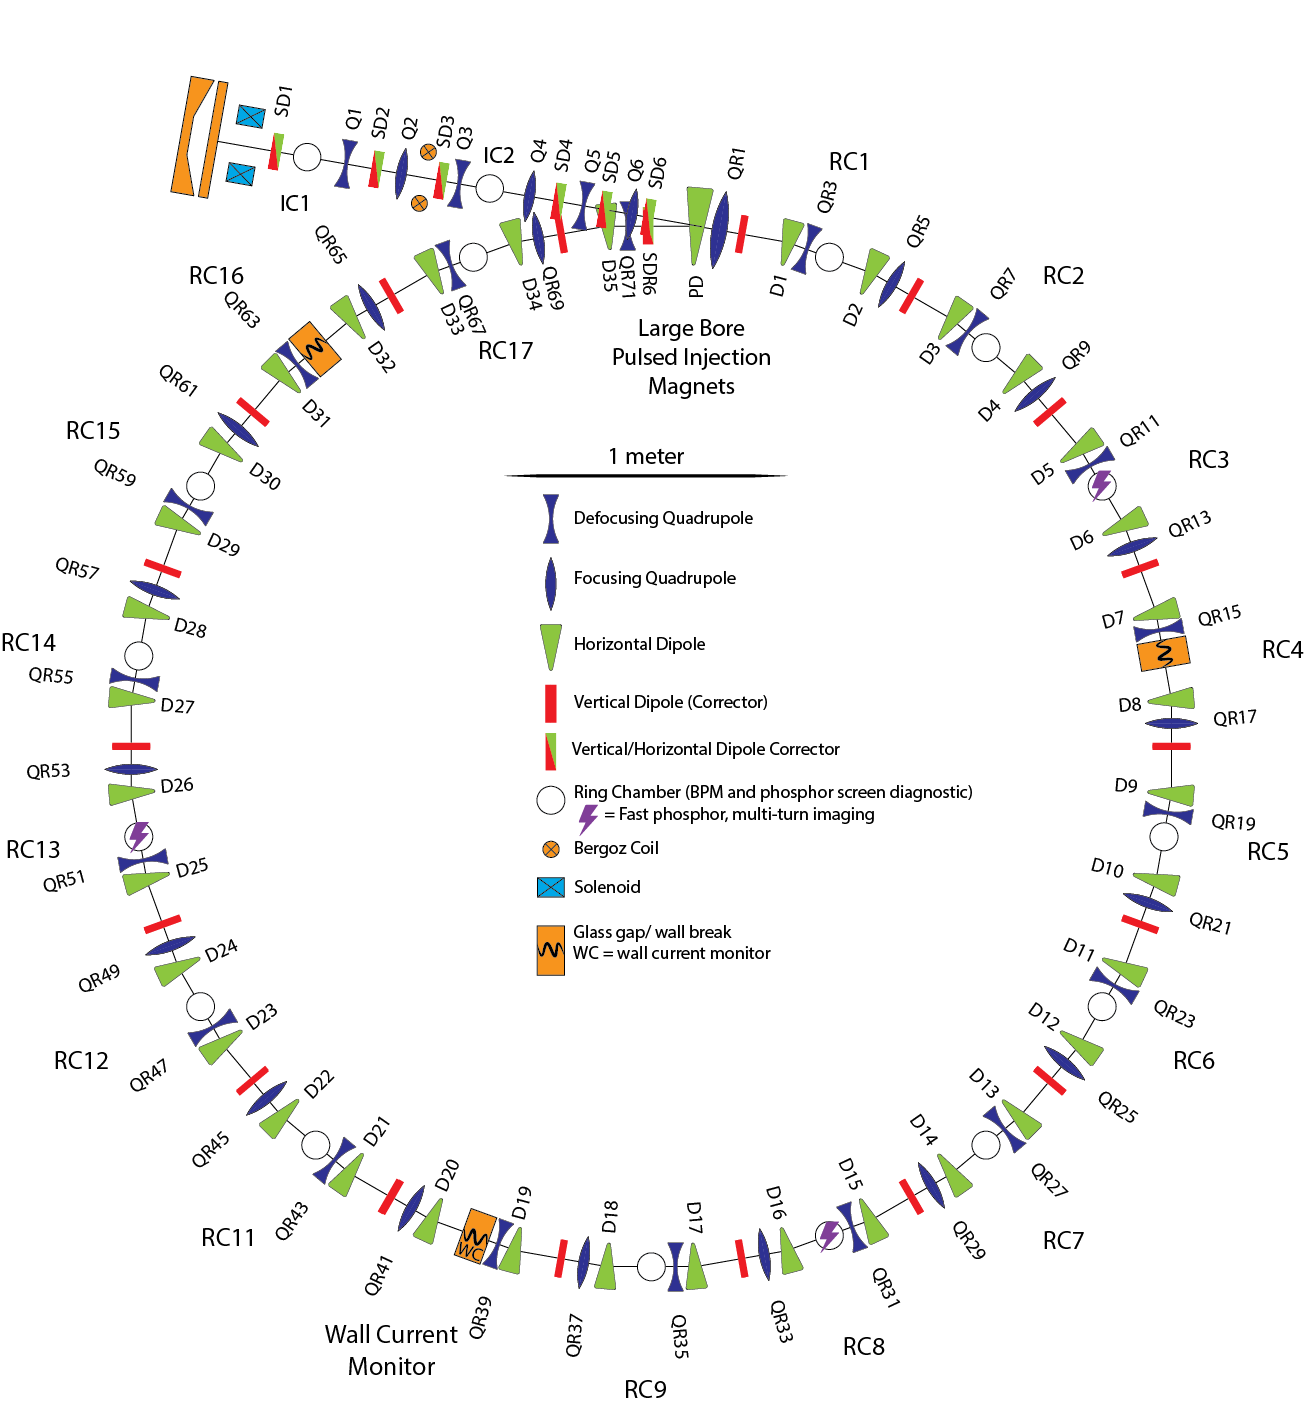 SD1
Q1
SD2
Q2
SD3
Q3
IC1
IC2
Q4
SD4
Q5
SD5
Q6
SD6
QR1
RC1
QR3
D1
D2
QR5
RC2
QR7
D3
QR9
D4
QR11
D5
RC3
QR13
D6
D7
QR15
RC4
D8
QR17
D9
QR19
RC5
D10
QR21
D11
QR23
D12
RC6
D13
QR25
D14
QR27
RC7
D15
QR29
D16
QR31
RC8
D17
QR33
D18
QR35
RC9
D19
QR37
WC
QR39
D20
QR41
Wall Current
Monitor
D21
QR43
RC11
D22
QR45
D23
QR47
RC12
D24
QR49
D25
QR51
RC13
D26
QR53
D27
QR55
RC14
D28
QR57
D29
QR59
RC15
D30
QR61
D31
QR63
RC16
D32
QR65
D33
QR67
RC17
D34
QR69
D35
QR71
SDR6
PD
Large Bore
Pulsed Injection
Magnets
1 meter
Defocusing Quadrupole
Focusing Quadrupole
Horizontal Dipole
Vertical Dipole (Corrector)
Vertical/Horizontal Dipole Corrector
Ring Chamber (BPM and phosphor screen diagnostic)
= Fast phosphor, multi-turn imaging
Bergoz Coil
Solenoid
Glass gap/ wall break
WC = wall current monitor